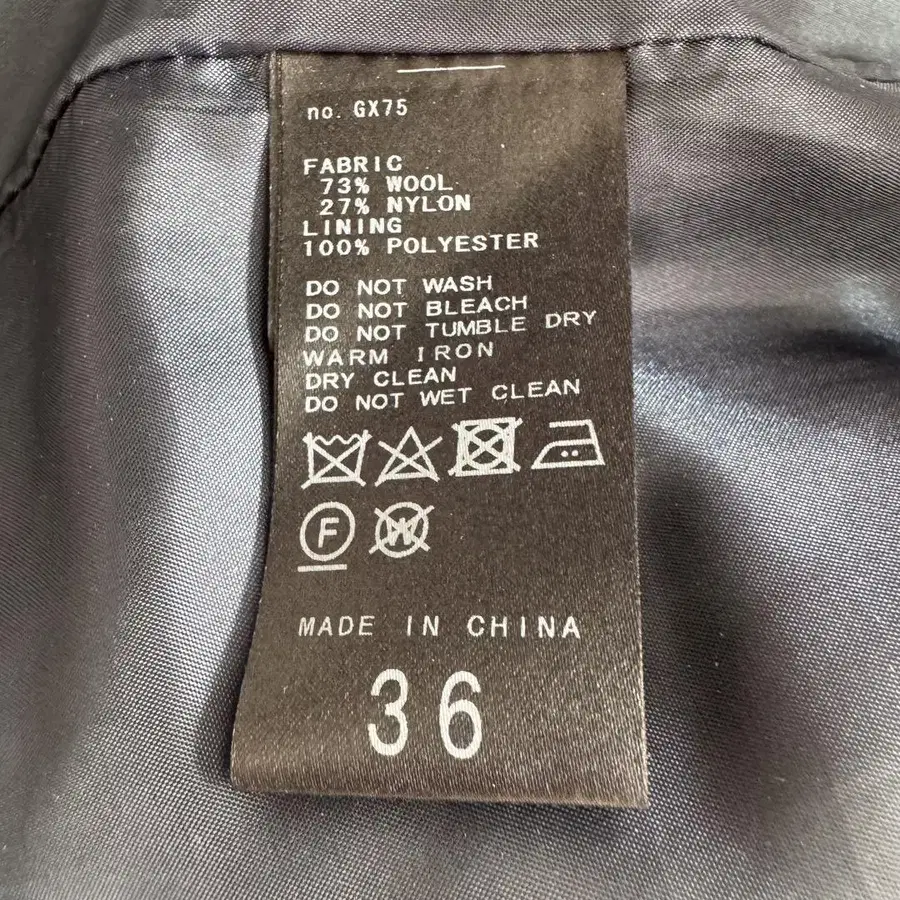 no. GX75
FABRIC
73% WOOL
27% NYLON
LINING
100% POLYESTER
DO NOT WASH
DO NOT BLEACH
DO NOT TUMBLE DRY
WARM IRON
DRY CLEAN
DO NOT WET CLEAN
F W
MADE IN CHINA
36